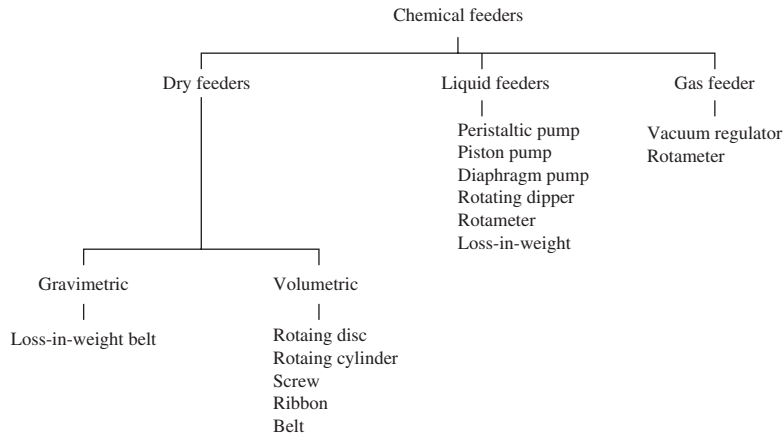 Chemical feeders
Dry feeders
Liquid feeders
Gas feeder
Peristaltic pump
Piston pump
Diaphragm pump
Rotating dipper
Rotameter
Loss-in-weight
Vacuum regulator
Rotameter
Gravimetric
Volumetric
Loss-in-weight belt
Rotaing disc
Rotaing cylinder
Screw
Ribbon
Belt